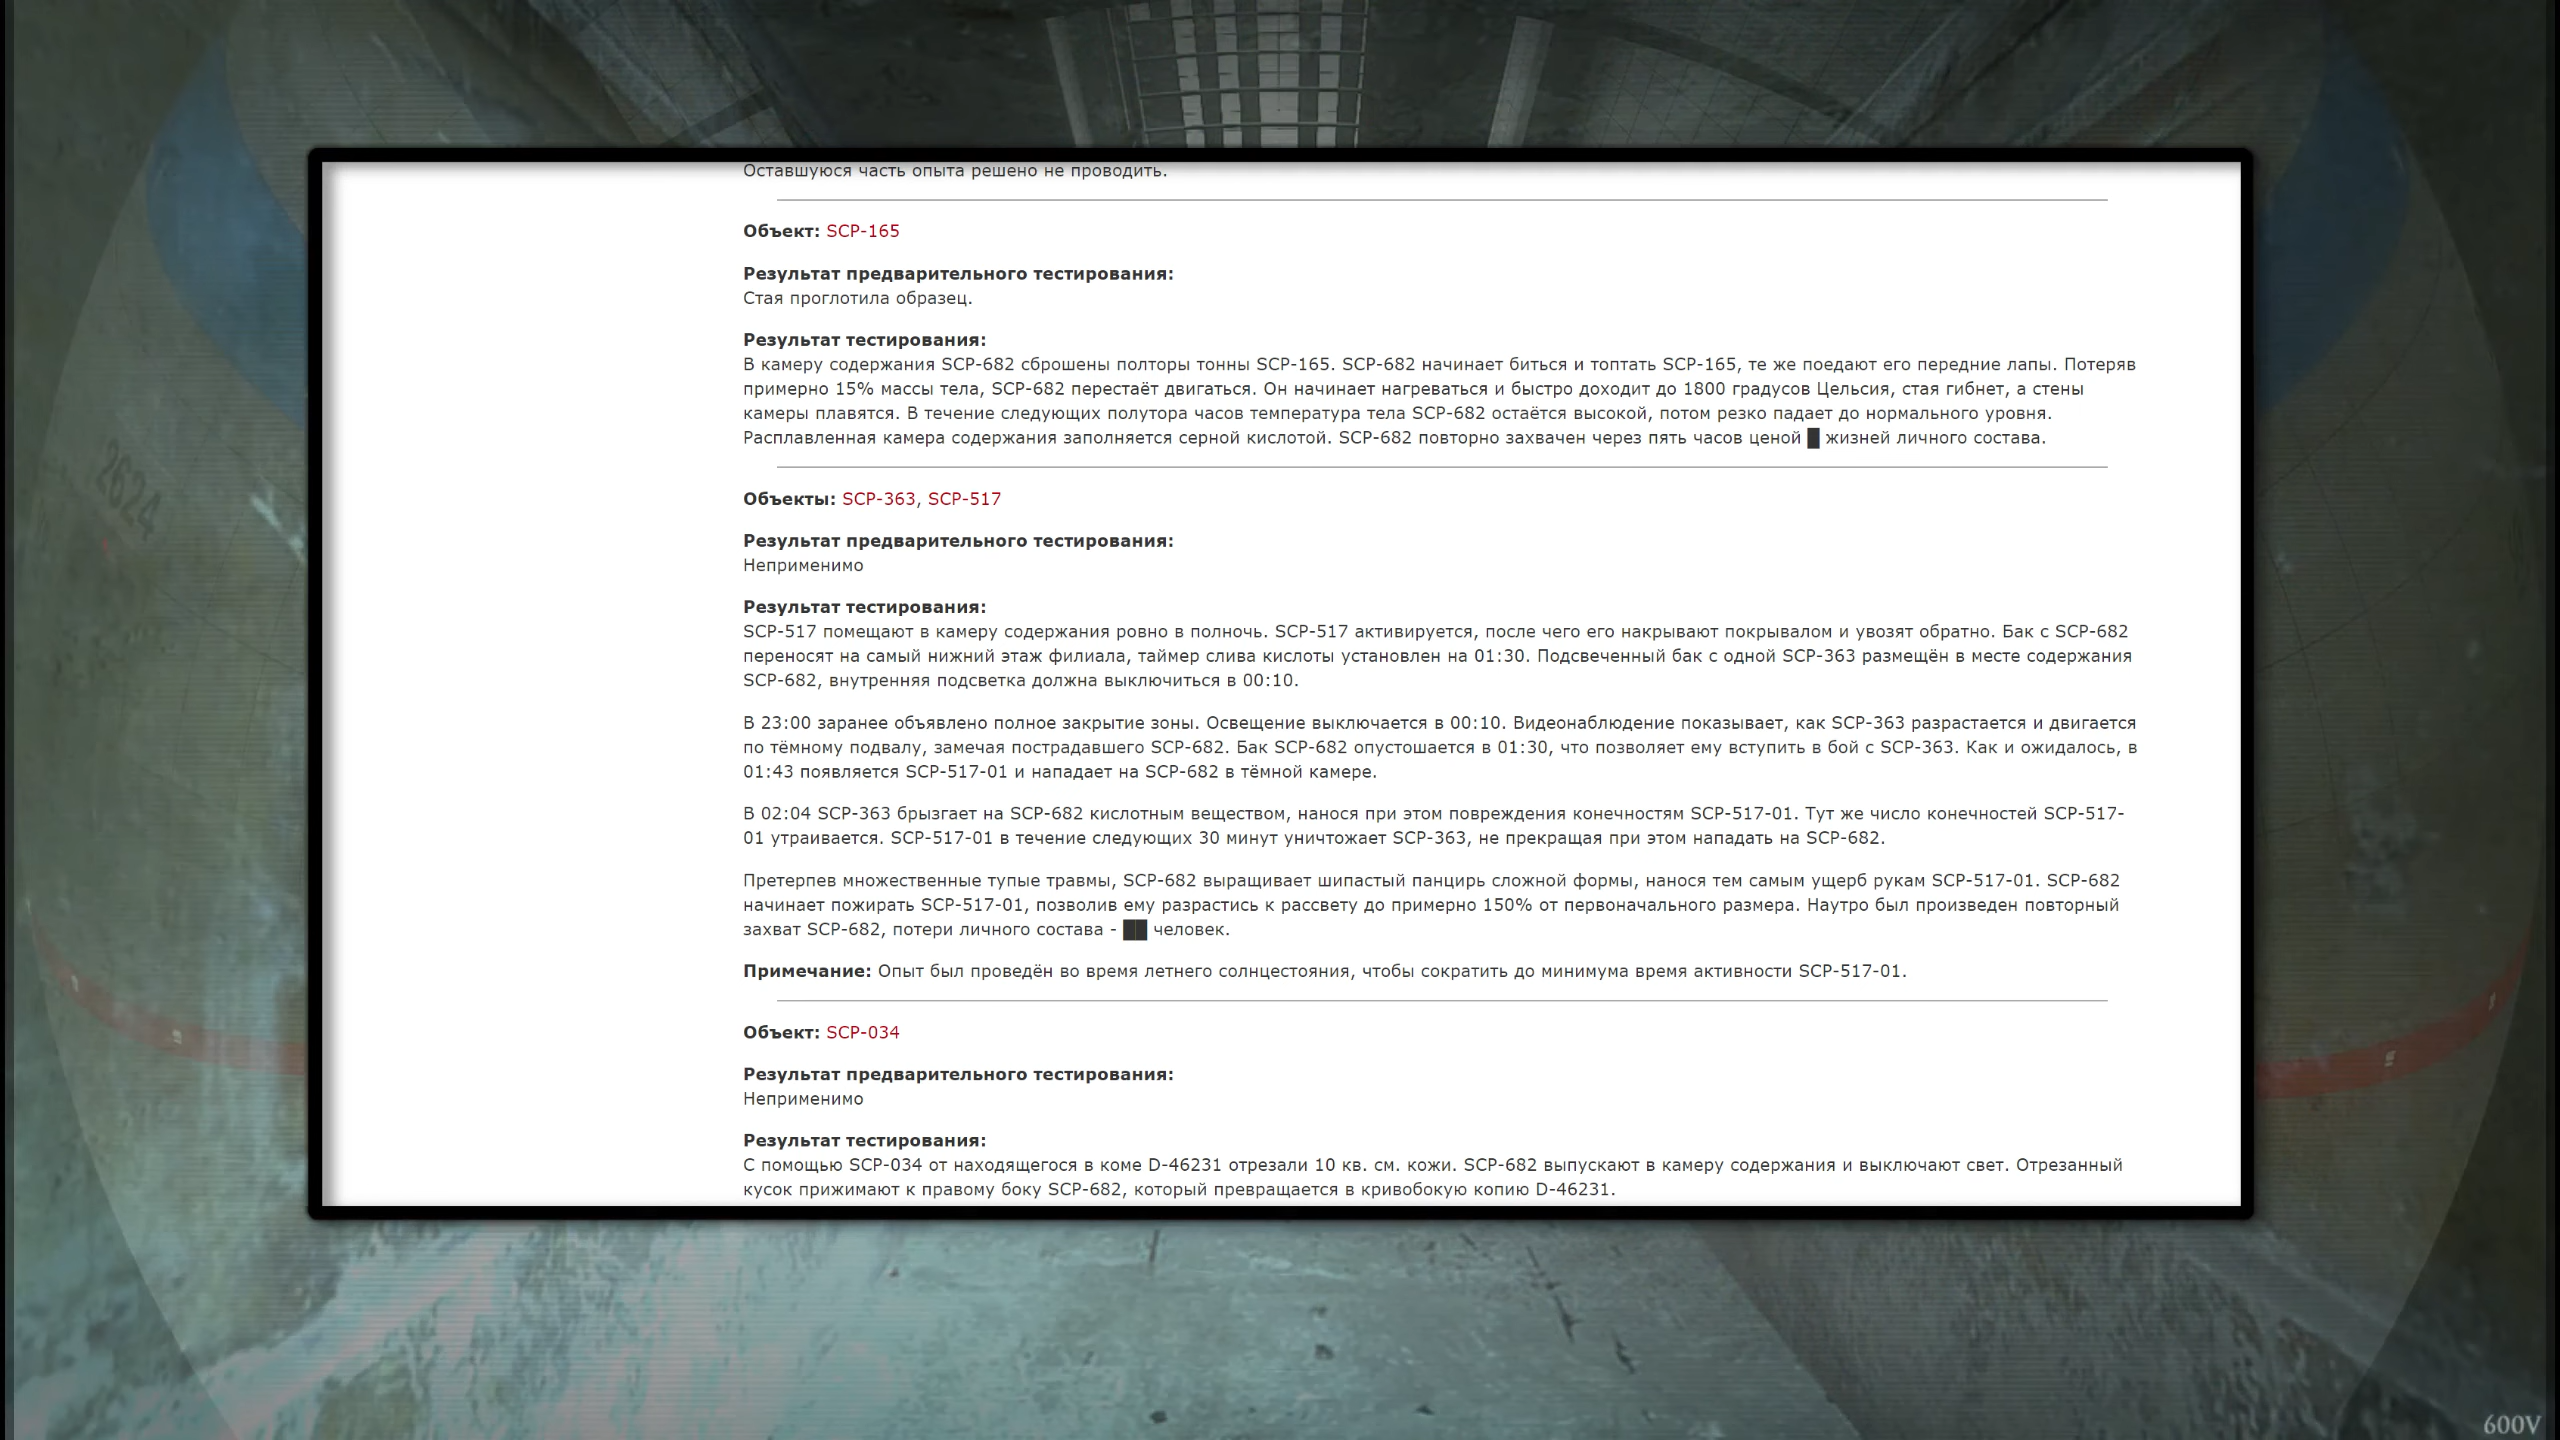 Оставшуюся часть опыта решено не проводить.
Объект: SCP-165
Результат предварительного тестирования:
Стая проглотила образец.
Результат тестирования:
В камеру содержания SCP-682 сброшены полторы тонны SCP-165. SCP-682 начинает биться и топтать SCP-165, те же поедают его передние лапы. Потеряв
примерно 15% массы тела, SCP-682 перестаёт двигаться. Он начинает нагреваться и быстро доходит до 1800 градусов Цельсия, стая гибнет, а стены
камеры плавятся. В течение следующих полутора часов температура тела SCP-682 остаётся высокой, потом резко падает до нормального уровня.
Расплавленная камера содержания заполняется серной кислотой. SCP-682 повторно захвачен через пять часов ценой █ жизней личного состава.
Объекты: SCP-363, SCP-517
Результат предварительного тестирования:
Неприменимо
Результат тестирования:
SCP-517 помещают в камеру содержания ровно в полночь. SCP-517 активируется, после чего его накрывают покрывалом и увозят обратно. Бак с SCP-682
переносят на самый нижний этаж филиала, таймер слива кислоты установлен на 01:30. Подсвеченный бак с одной SCP-363 размещён в месте содержания
SCP-682, внутренняя подсветка должна выключиться в 00:10.
В 23:00 заранее объявлено полное закрытие зоны. Освещение выключается в 00:10. Видеонаблюдение показывает, как SCP-363 разрастается и двигается
по тёмному подвалу, замечая пострадавшего SCP-682. Бак SCP-682 опустошается в 01:30, что позволяет ему вступить в бой с SCP-363. Как и ожидалось, в
01:43 появляется SCP-517-01 и нападает на SCP-682 в тёмной камере.
В 02:04 SCP-363 брызгает на SCP-682 кислотным веществом, нанося при этом повреждения конечностям SCP-517-01. Тут же число конечностей SCP-517-
01 утраивается. SCP-517-01 в течение следующих 30 минут уничтожает SCP-363, не прекращая при этом нападать на SCP-682.
Претерпев множественные тупые травмы, SCP-682 выращивает шипастый панцирь сложной формы, нанося тем самым ущерб рукам SCP-517-01. SCP-682
начинает пожирать SCP-517-01, позволив ему разрастись к рассвету до примерно 150% от первоначального размера. Наутро был произведен повторный
захват SCP-682, потери личного состава - ██ человек.
Примечание: Опыт был проведён во время летнего солнцестояния, чтобы сократить до минимума время активности SCP-517-01.
Объект: SCP-034
Результат предварительного тестирования:
Неприменимо
Результат тестирования:
С помощью SCP-034 от находящегося в коме D-46231 отрезали 10 кв. см. кожи. SCP-682 выпускают в камеру содержания и выключают свет. Отрезанный
кусок прижимают к правому боку SCP-682, который превращается в кривобокую копию D-46231.
2624
600V